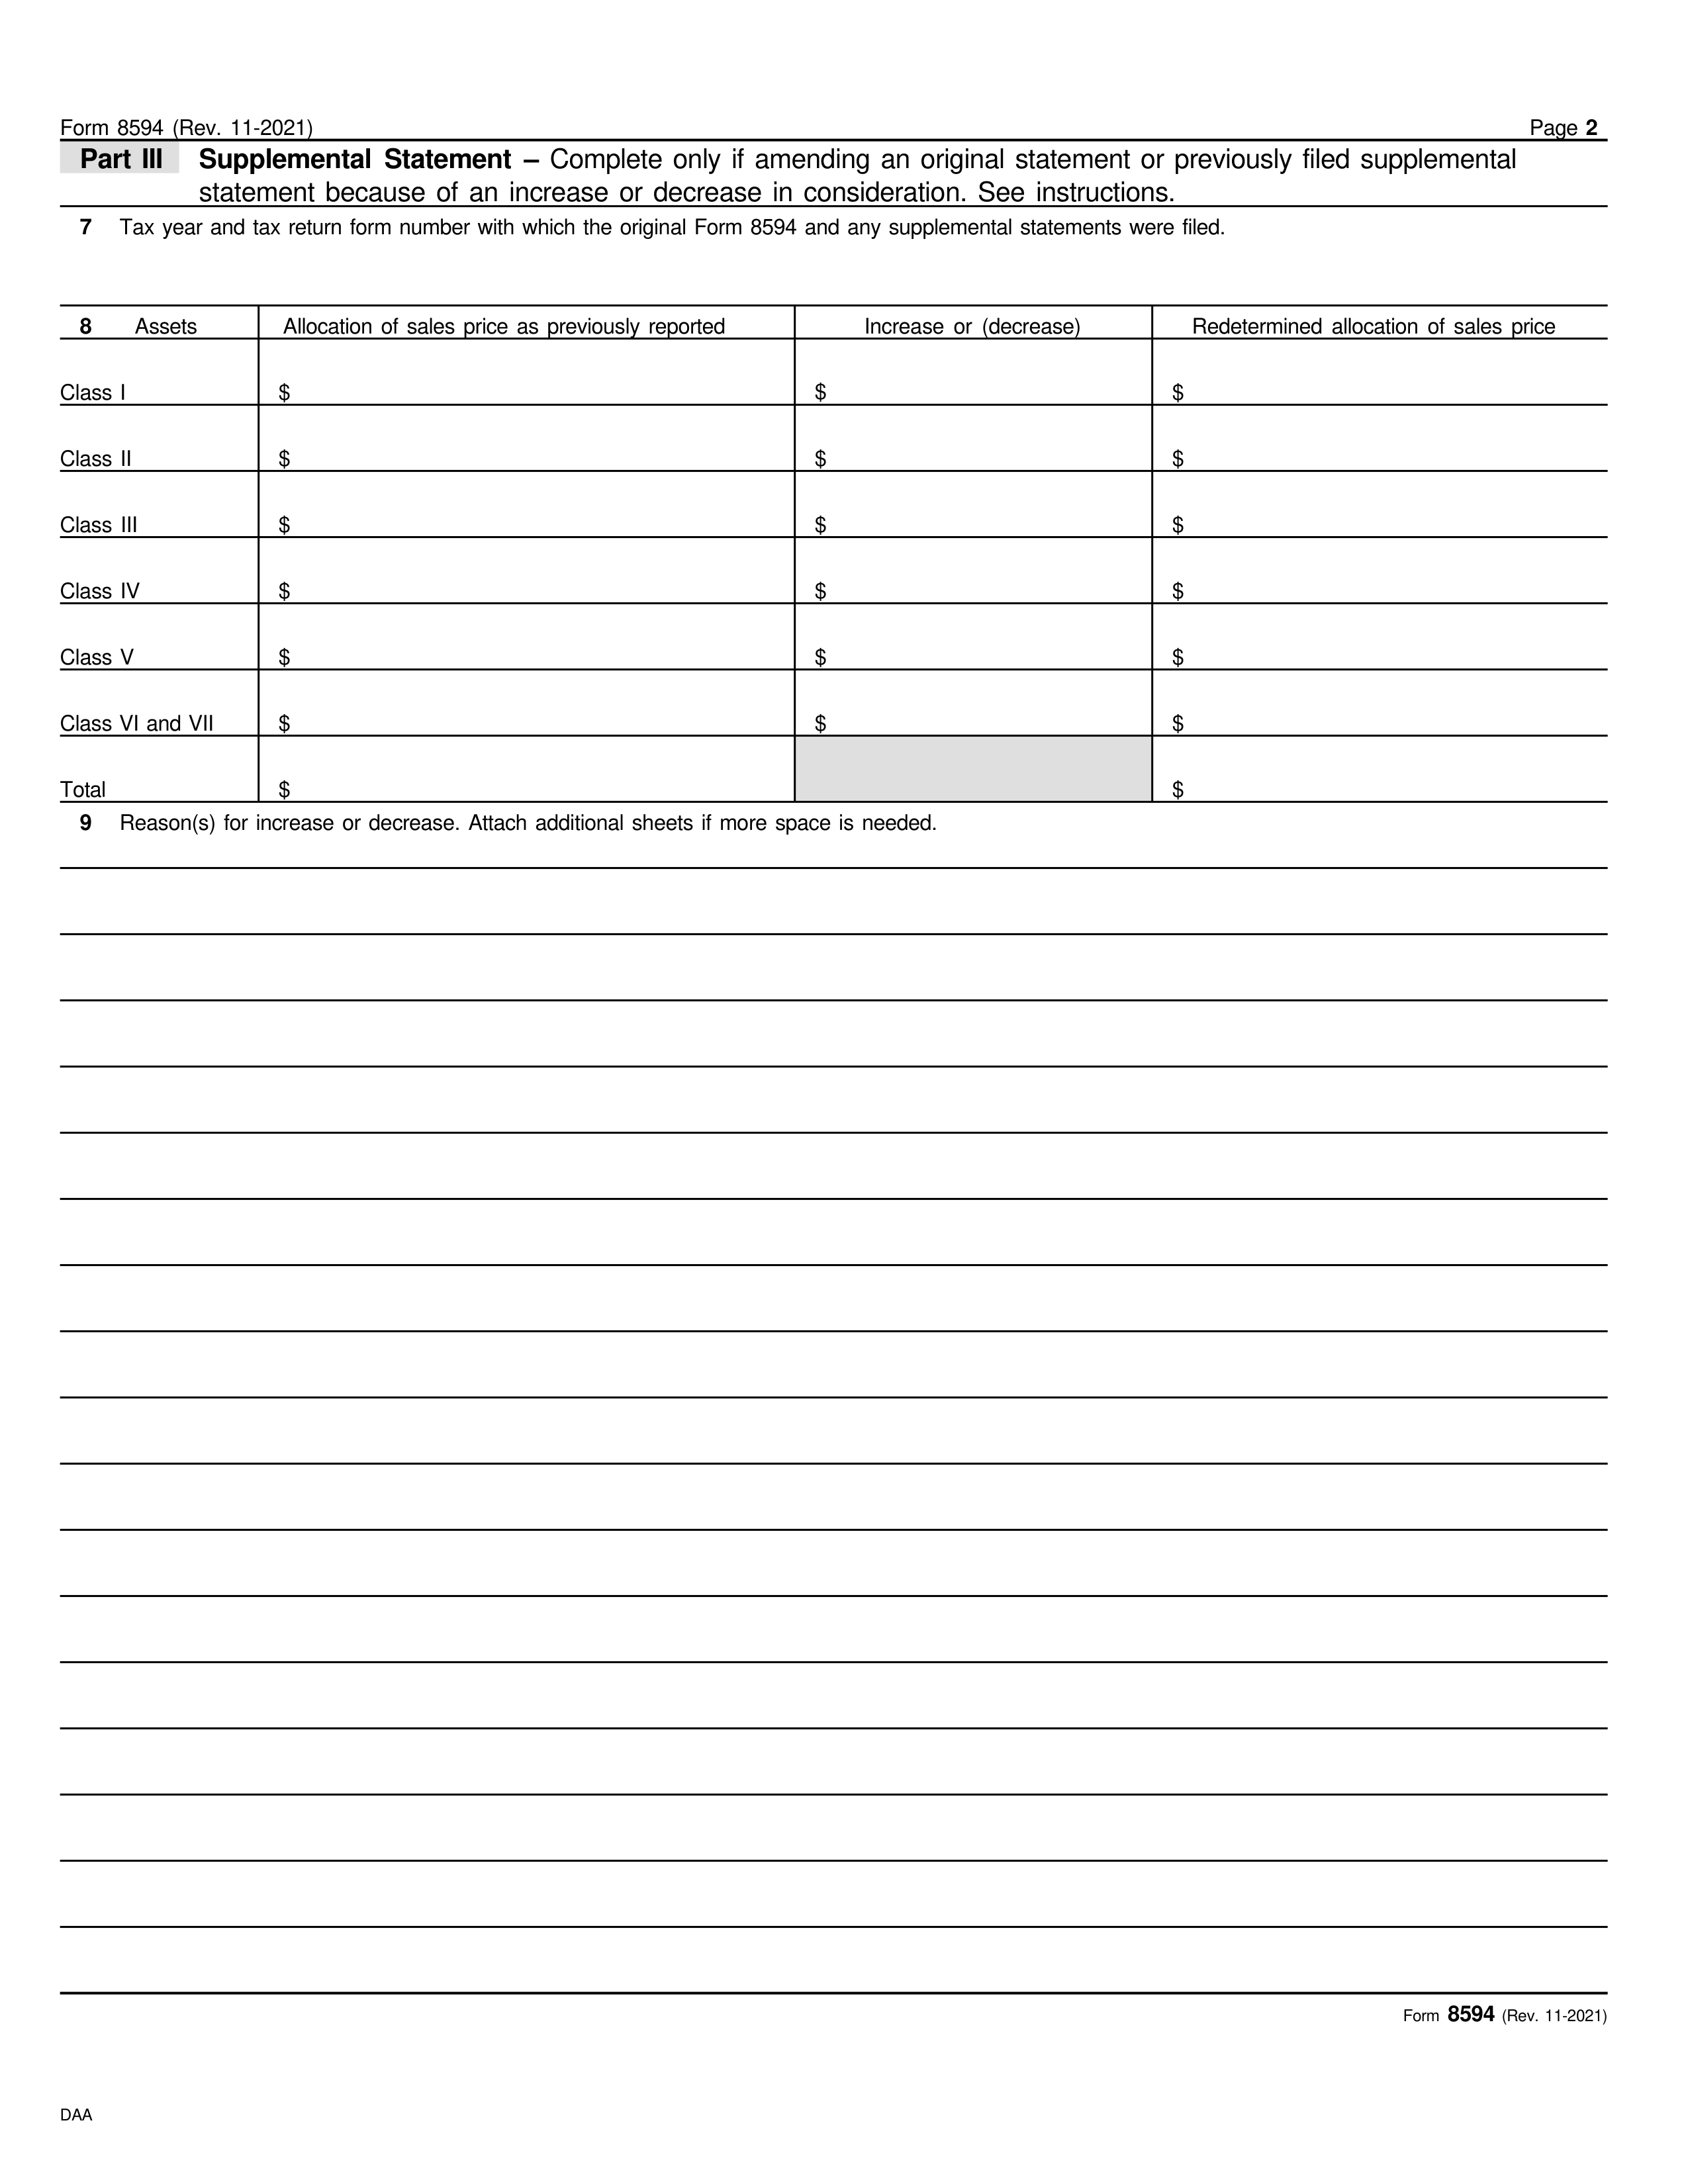 Form 8594 (Rev. 11-2021) Page 2
Part III Supplemental Statement – Complete only if amending an original statement or previously filed supplemental
statement because of an increase or decrease in consideration. See instructions.
7 Tax year and tax return form number with which the original Form 8594 and any supplemental statements were filed.
8 Assets Allocation of sales price as previously reported Increase or (decrease) Redetermined allocation of sales price
Class I $ $ $
Class II $ $ $
Class III $ $ $
Class IV $ $ $
Class V $ $ $
Class VI and VII $ $ $
Total $ $
9 Reason(s) for increase or decrease. Attach additional sheets if more space is needed.
Form 8594 (Rev. 11-2021)
DAA